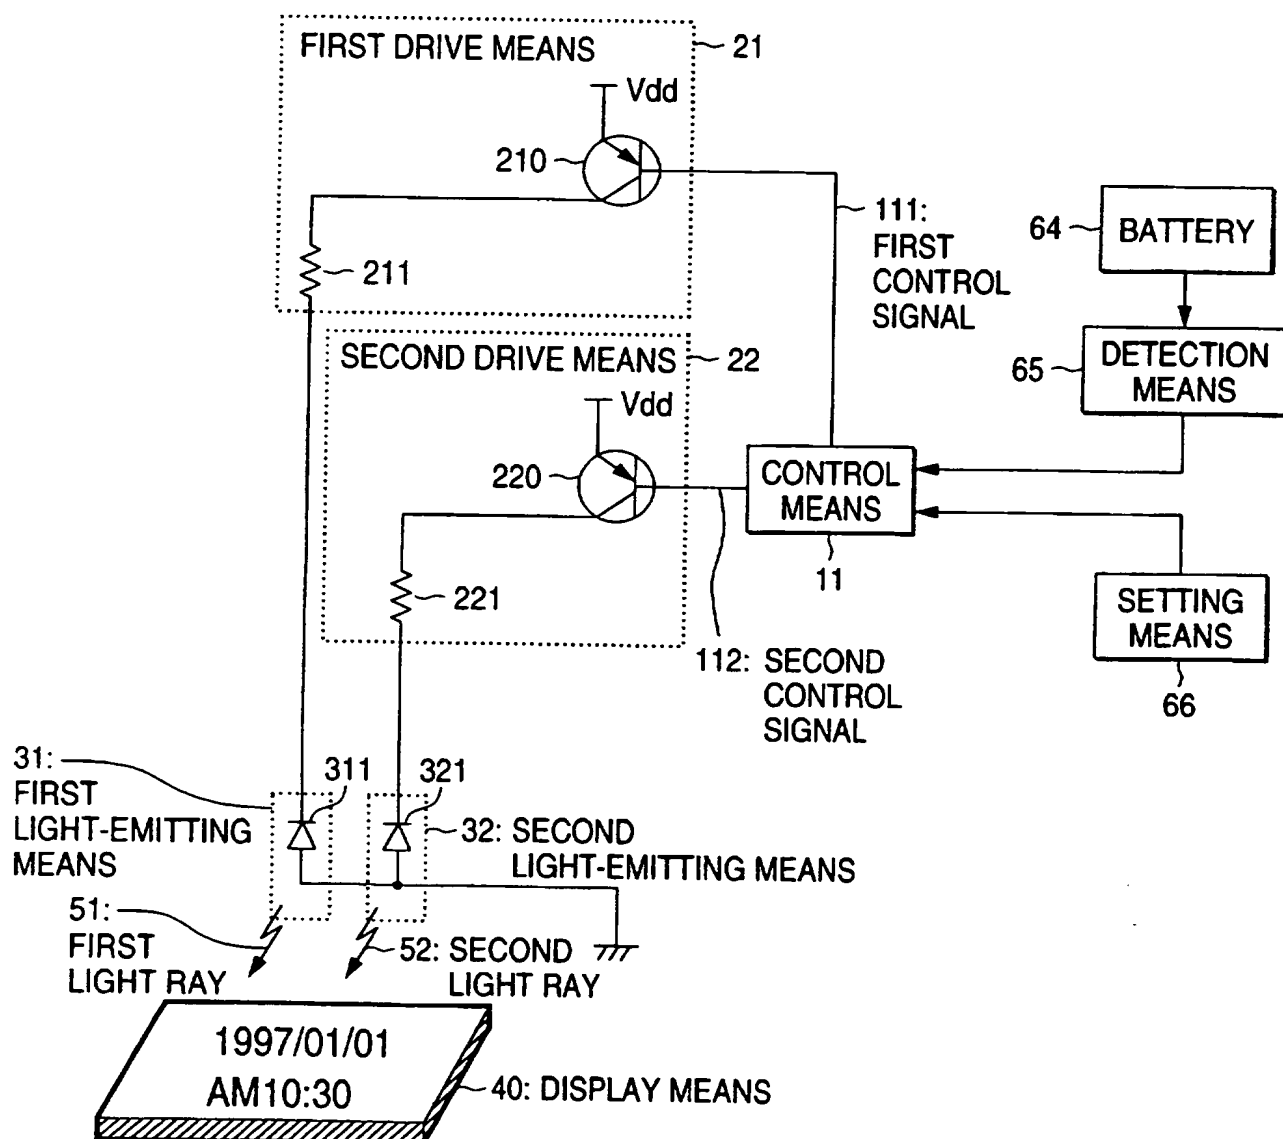 FIRST DRIVE MEANS
21
Vdd
210
211
111:
FIRST
CONTROL
SIGNAL
64
BATTERY
65
DETECTION
MEANS
SECOND DRIVE MEANS
22
Vdd
220
221
CONTROL
MEANS
11
SETTING
MEANS
66
112: SECOND
CONTROL
SIGNAL
31:
FIRST
LIGHT-EMITTING
MEANS
311
321
32: SECOND
LIGHT-EMITTING MEANS
51:
FIRST
LIGHT RAY
52: SECOND
LIGHT RAY
1997/01/01
AM10:30
40: DISPLAY MEANS